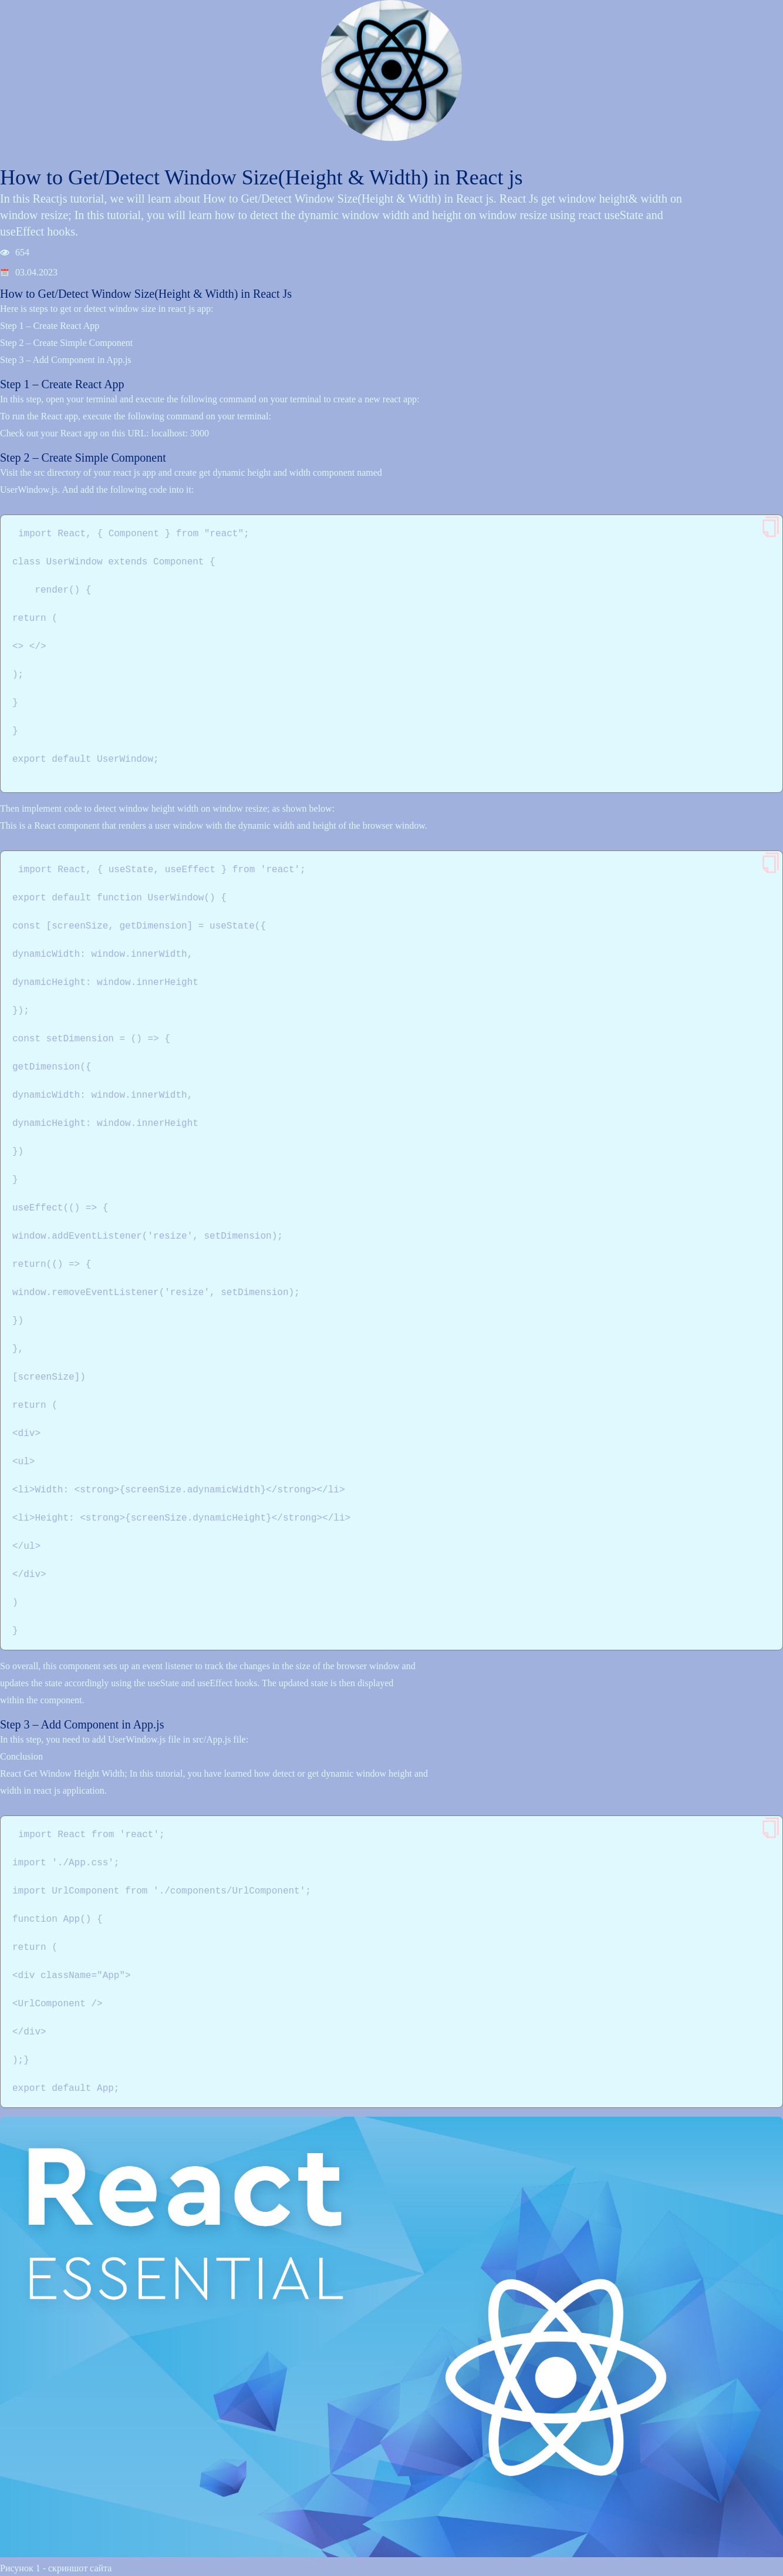 How to Get/Detect Window Size(Height & Width) in React js
In this Reactjs tutorial, we will learn about How to Get/Detect Window Size(Height & Width) in React js. React Js get window height& width on
window resize; In this tutorial, you will learn how to detect the dynamic window width and height on window resize using react useState and
useEffect hooks.
654
03.04.2023
How to Get/Detect Window Size(Height & Width) in React Js
Here is steps to get or detect window size in react js app:
Step 1 – Create React App
Step 2 – Create Simple Component
Step 3 – Add Component in App.js
Step 1 – Create React App
In this step, open your terminal and execute the following command on your terminal to create a new react app:
To run the React app, execute the following command on your terminal:
Check out your React app on this URL: localhost: 3000
Step 2 – Create Simple Component
Visit the src directory of your react js app and create get dynamic height and width component named
UserWindow.js. And add the following code into it:
import React, { Component } from "react";
class UserWindow extends Component {
render() {
return (
<> </>
);
}
}
export default UserWindow;
Then implement code to detect window height width on window resize; as shown below:
This is a React component that renders a user window with the dynamic width and height of the browser window.
import React, { useState, useEffect } from 'react';
export default function UserWindow() {
const [screenSize, getDimension] = useState({
dynamicWidth: window.innerWidth,
dynamicHeight: window.innerHeight
});
const setDimension = () => {
getDimension({
dynamicWidth: window.innerWidth,
dynamicHeight: window.innerHeight
})
}
useEffect(() => {
window.addEventListener('resize', setDimension);
return(() => {
window.removeEventListener('resize', setDimension);
})
},
[screenSize])
return (
<div>
<ul>
<li>Width: <strong>{screenSize.adynamicWidth}</strong></li>
<li>Height: <strong>{screenSize.dynamicHeight}</strong></li>
</ul>
</div>
)
}
So overall, this component sets up an event listener to track the changes in the size of the browser window and
updates the state accordingly using the useState and useEffect hooks. The updated state is then displayed
within the component.
Step 3 – Add Component in App.js
In this step, you need to add UserWindow.js file in src/App.js file:
Conclusion
React Get Window Height Width; In this tutorial, you have learned how detect or get dynamic window height and
width in react js application.
import React from 'react';
import './App.css';
import UrlComponent from './components/UrlComponent';
function App() {
return (
<div className="App">
<UrlComponent />
</div>
);}
export default App;
React
ESSENTIAL
Рисунок 1 - скриншот сайта